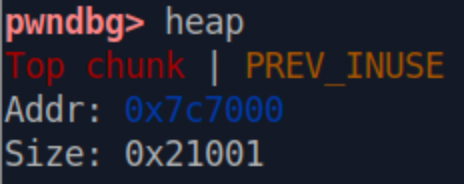 pwndbg> heap
Top chunk | PREV_INUSE
Addr: 0x7c7000
Size: 0x21001